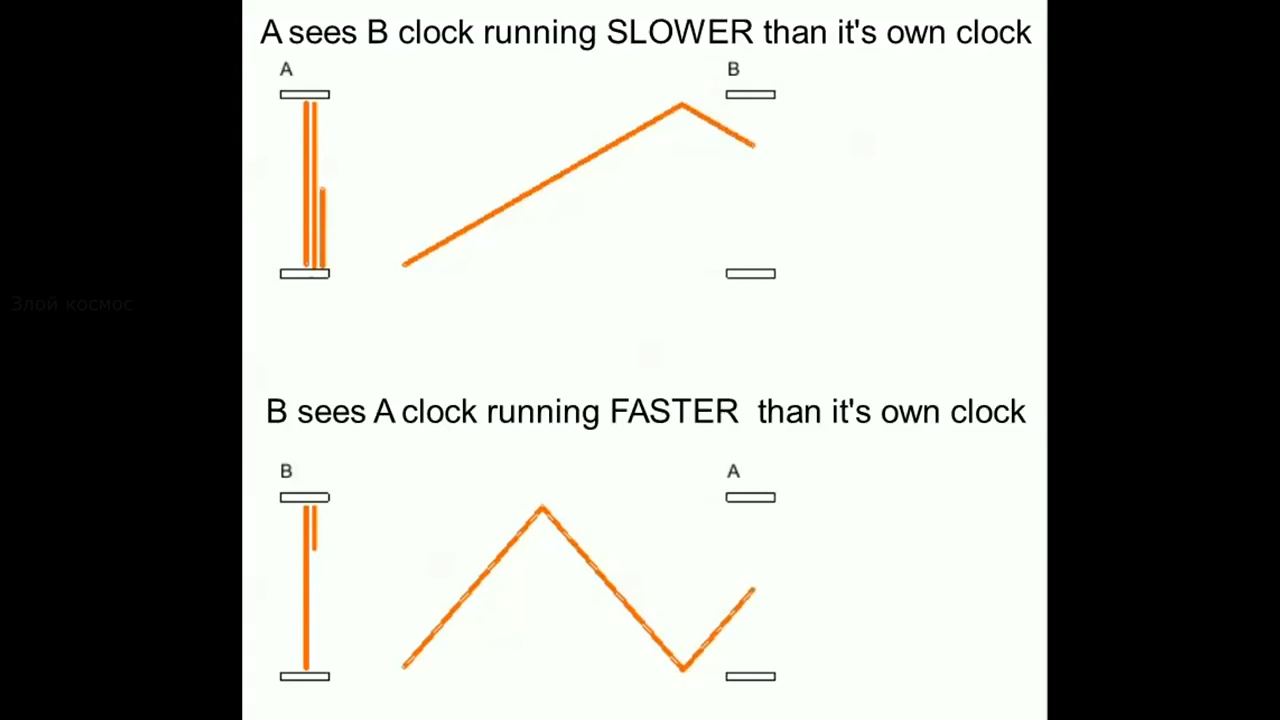 A sees B clock running SLOWER than it's own clock
A B
Злой космос
B sees A clock running FASTER than it's own clock
B A